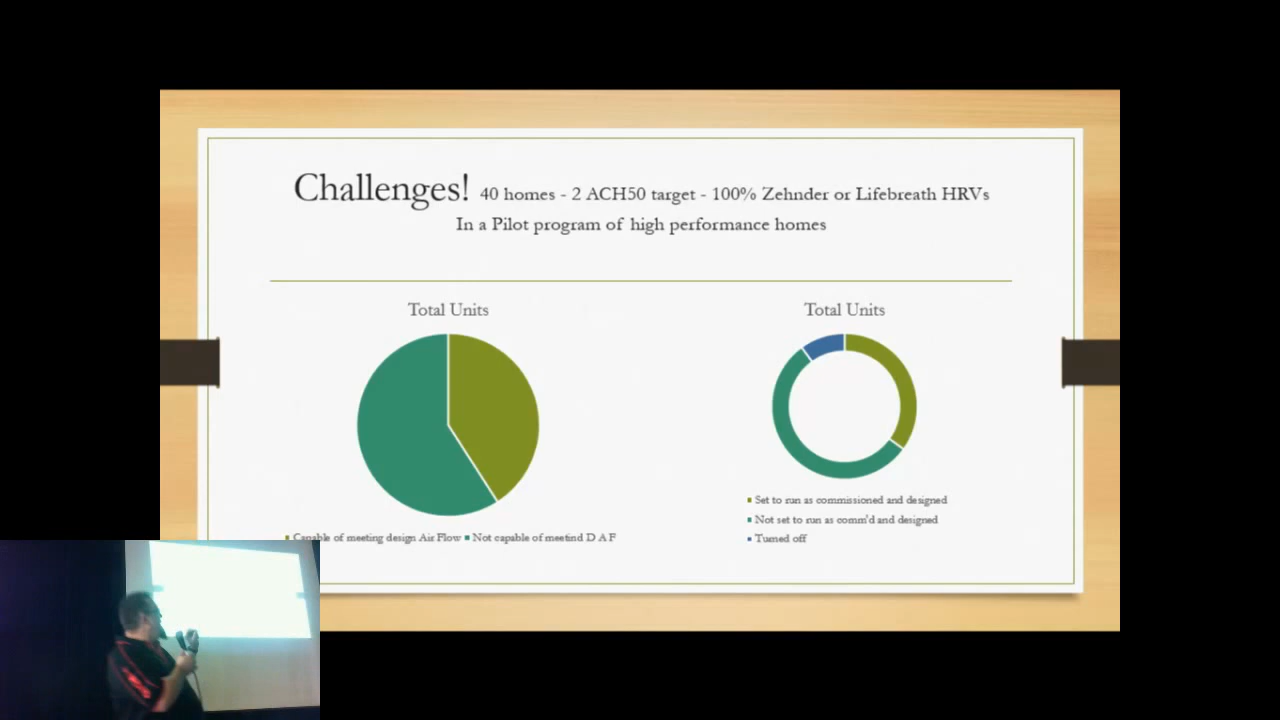 Challenges! 40 homes - 2 ACH50 target - 100% Zehnder or Lifebreath HRVs
In a Pilot program of high performance homes
Total Units
Capable of meeting design Air Flow Not capable of meetind D A F
Total Units
Set to run as commissioned and designed
Not set to run as comm'd and designed
Turned off